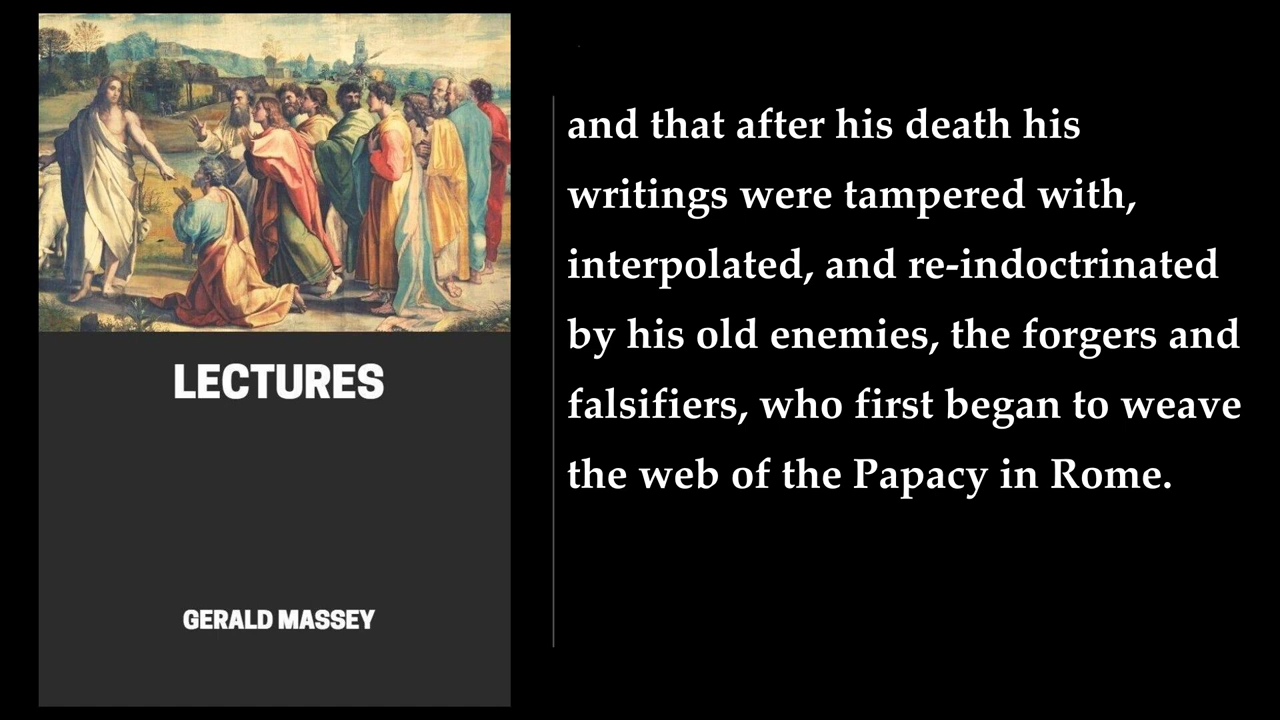 LECTURES
GERALD MASSEY
and that after his death his
writings were tampered with,
interpolated, and re-indoctrinated
by his old enemies, the forgers and
falsifiers, who first began to weave
the web of the Papacy in Rome.